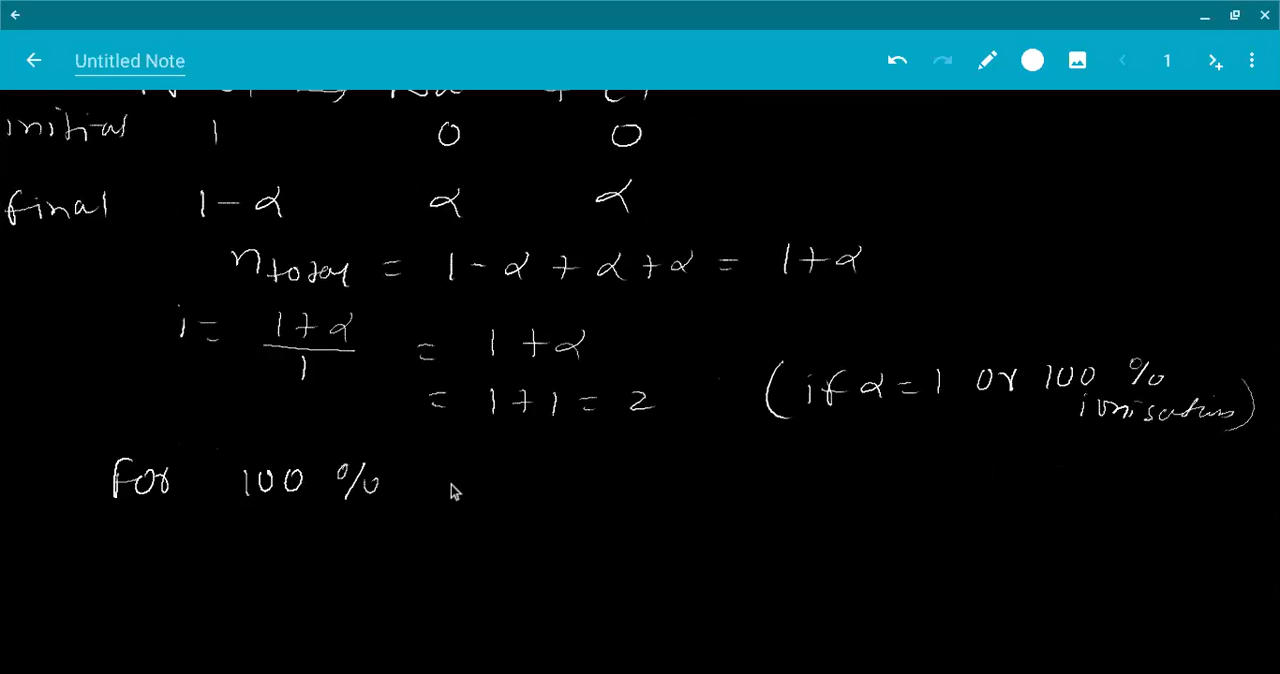 Untitled Note
1
initial 1 0 0
final 1-α α α
n total = 1-α + α + α = 1+α
i = 1+α / 1 = 1+α
= 1+1 = 2 (if α = 1 or 100 % ionisation)
For 100 %